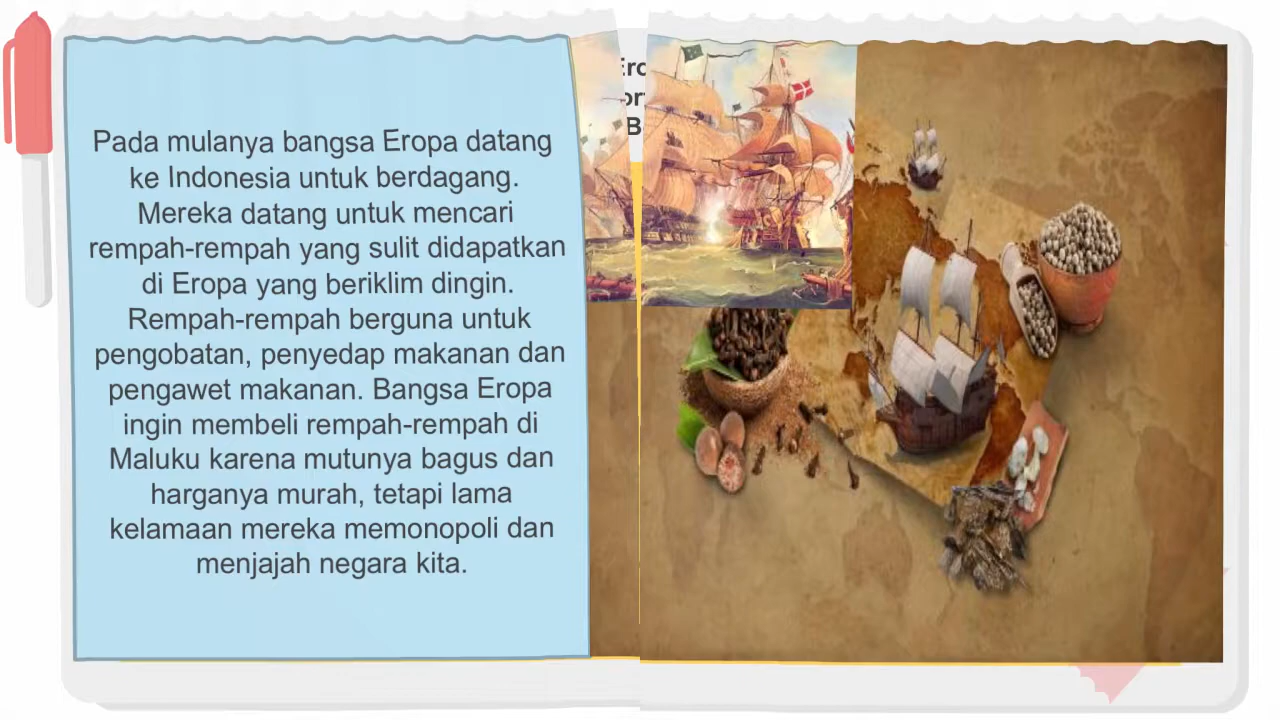 Pada mulanya bangsa Eropa datang
ke Indonesia untuk berdagang.
Mereka datang untuk mencari
rempah-rempah yang sulit didapatkan
di Eropa yang beriklim dingin.
Rempah-rempah berguna untuk
pengobatan, penyedap makanan dan
pengawet makanan. Bangsa Eropa
ingin membeli rempah-rempah di
Maluku karena mutunya bagus dan
harganya murah, tetapi lama
kelamaan mereka memonopoli dan
menjajah negara kita.